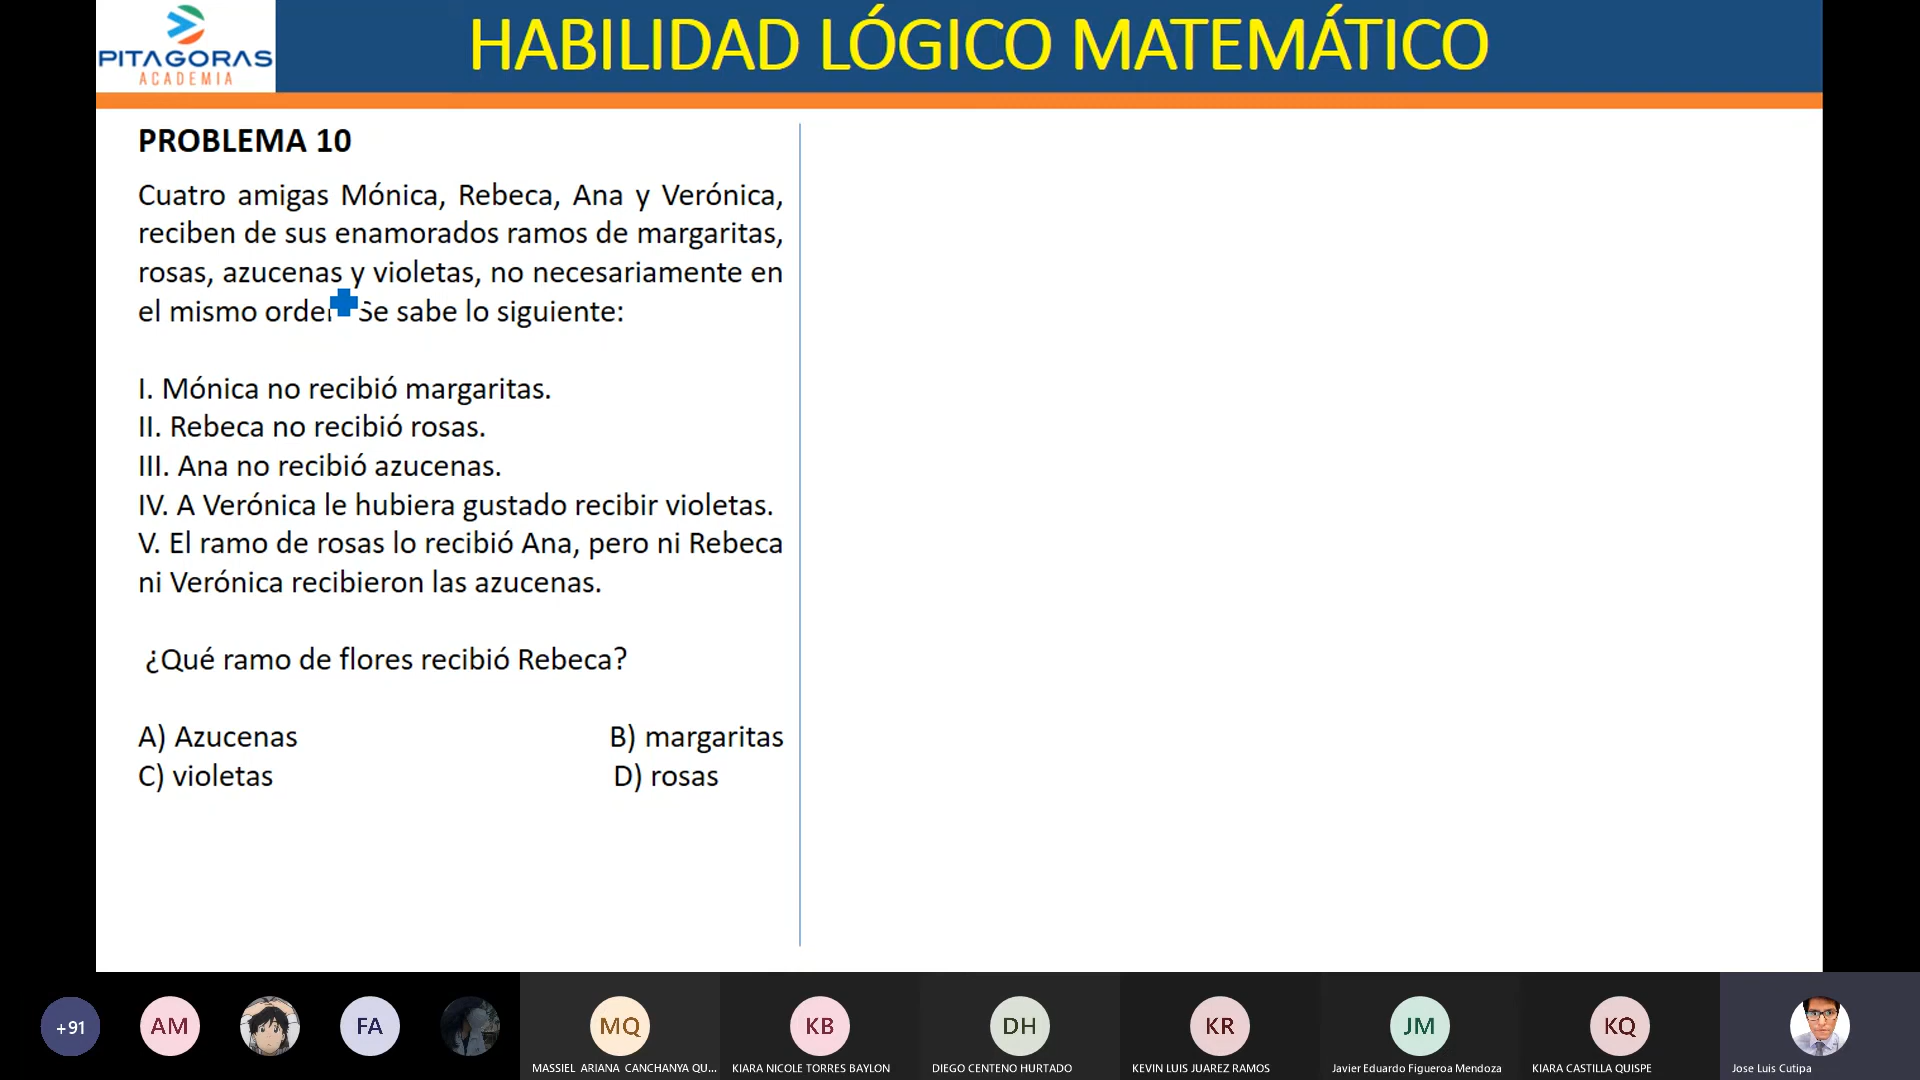 PITAGORAS
ACADEMIA
HABILIDAD LÓGICO MATEMÁTICO
PROBLEMA 10
Cuatro amigas Mónica, Rebeca, Ana y Verónica,
reciben de sus enamorados ramos de margaritas,
rosas, azucenas y violetas, no necesariamente en
el mismo orden Se sabe lo siguiente:
I. Mónica no recibió margaritas.
II. Rebeca no recibió rosas.
III. Ana no recibió azucenas.
IV. A Verónica le hubiera gustado recibir violetas.
V. El ramo de rosas lo recibió Ana, pero ni Rebeca
ni Verónica recibieron las azucenas.
¿Qué ramo de flores recibió Rebeca?
A) Azucenas B) margaritas
C) violetas D) rosas
+91 AM FA MQ KB DH KR JM KQ
MASSIEL ARIANA CANCHANYA QU... KIARA NICOLE TORRES BAYLON DIEGO CENTENO HURTADO KEVIN LUIS JUAREZ RAMOS Javier Eduardo Figueroa Mendoza KIARA CASTILLA QUISPE Jose Luis Cutipa